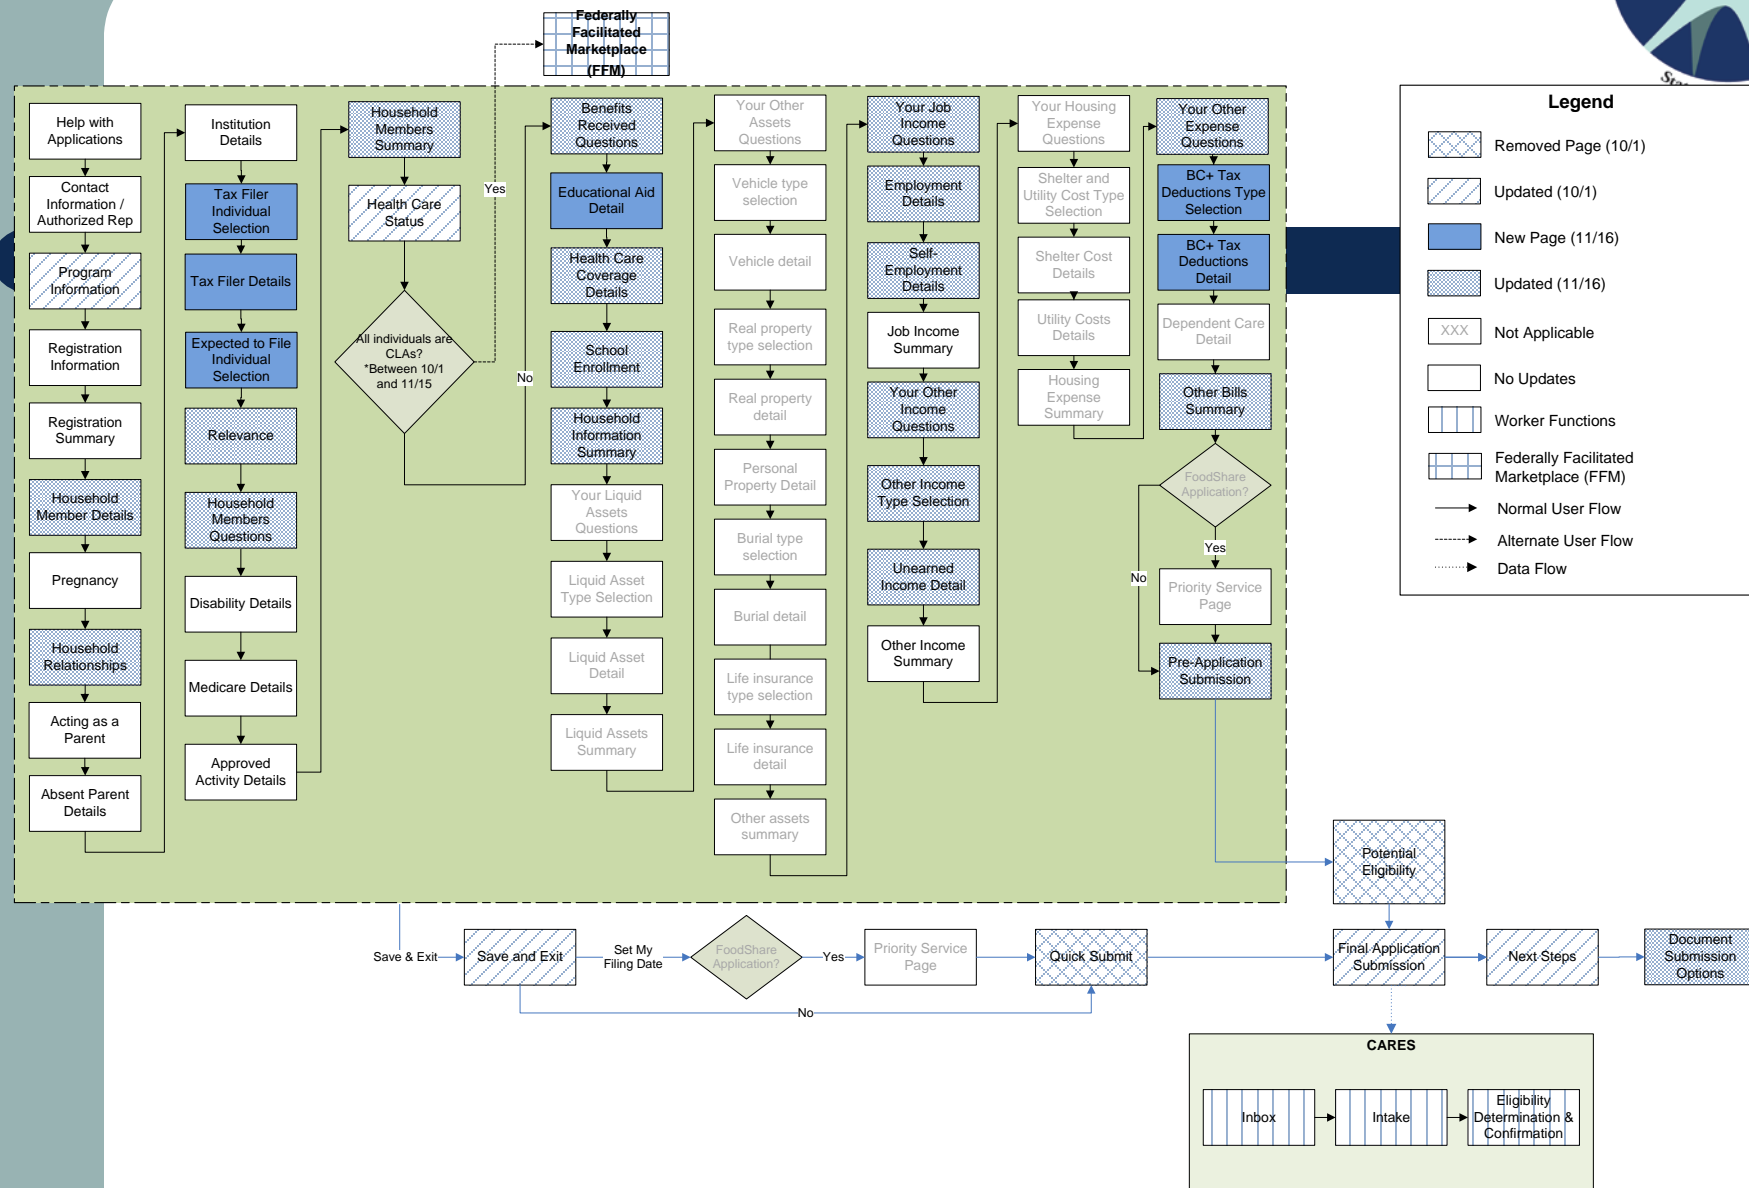 Federally
Facilitated
Marketplace
(FFM)
Help with
Applications
Contact
Information /
Authorized Rep
Program
Information
Registration
Information
Registration
Summary
Household
Member Details
Pregnancy
Household
Relationships
Acting as a
Parent
Absent Parent
Details
Institution
Details
Tax Filer
Individual
Selection
Tax Filer Details
Expected to File
Individual
Selection
Relevance
Household
Members
Questions
Disability Details
Medicare Details
Approved
Activity Details
Household
Members
Summary
Health Care
Status
All individuals are
CLAs?
*Between 10/1
and 11/15
Yes
No
Benefits
Received
Questions
Educational Aid
Detail
Health Care
Coverage
Details
School
Enrollment
Household
Information
Summary
Your Liquid
Assets
Questions
Liquid Asset
Type Selection
Liquid Asset
Detail
Liquid Assets
Summary
Your Other
Assets
Questions
Vehicle type
selection
Vehicle detail
Real property
type selection
Real property
detail
Personal
Property Detail
Burial type
selection
Burial detail
Life insurance
type selection
Life insurance
detail
Other assets
summary
Your Job
Income
Questions
Employment
Details
Self-
Employment
Details
Job Income
Summary
Your Other
Income
Questions
Other Income
Type Selection
Unearned
Income Detail
Other Income
Summary
Your Housing
Expense
Questions
Shelter and
Utility Cost Type
Selection
Shelter Cost
Details
Utility Costs
Details
Housing
Expense
Summary
Your Other
Expense
Questions
BC+ Tax
Deductions Type
Selection
BC+ Tax
Deductions
Detail
Dependent Care
Detail
Other Bills
Summary
FoodShare
Application?
Yes
No
Priority Service
Page
Pre-Application
Submission
Legend
Removed Page (10/1)
Updated (10/1)
New Page (11/16)
Updated (11/16)
XXX Not Applicable
No Updates
Worker Functions
Federally Facilitated
Marketplace (FFM)
Normal User Flow
Alternate User Flow
Data Flow
Potential
Eligibility
Save & Exit
Save and Exit
Set My
Filing Date
FoodShare
Application?
Yes
No
Priority Service
Page
Quick Submit
Final Application
Submission
Next Steps
Document
Submission
Options
CARES
Inbox
Intake
Eligibility
Determination &
Confirmation